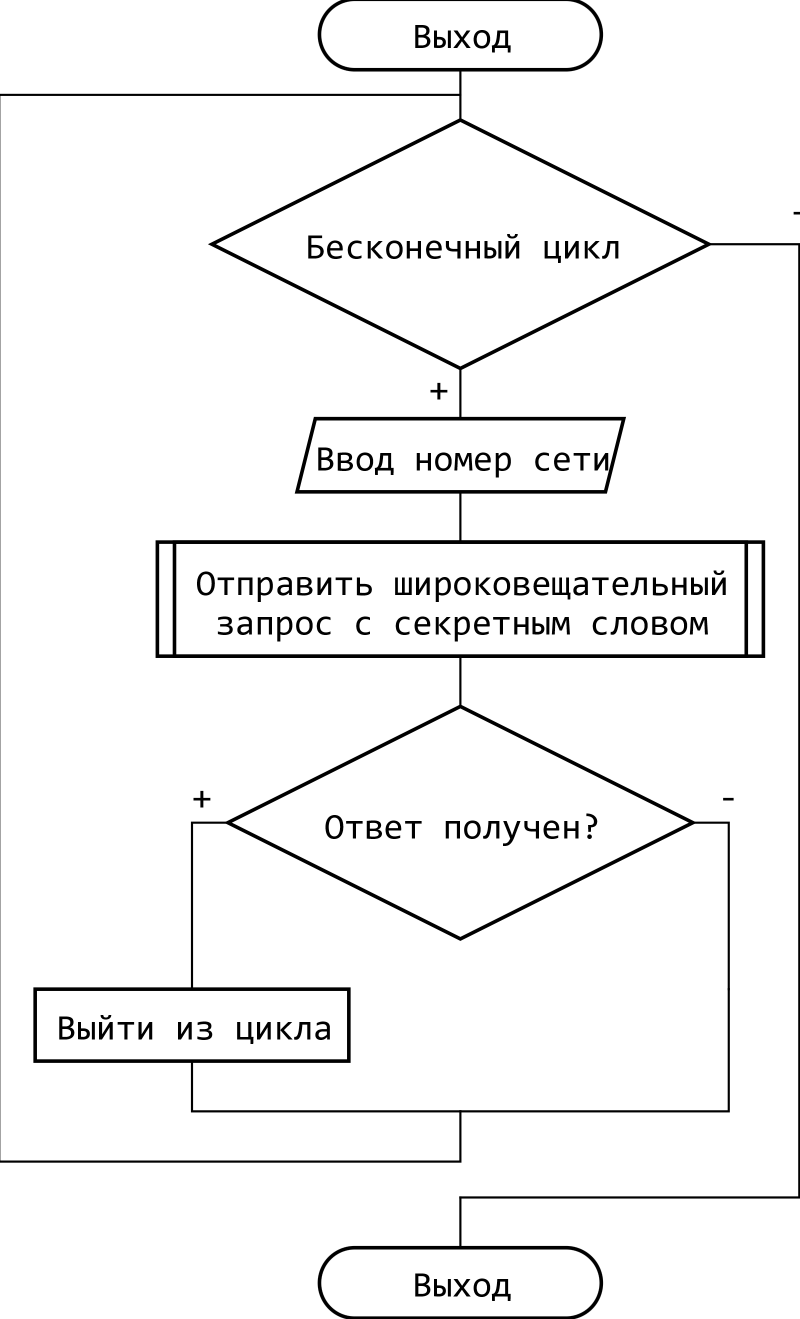 Выход
-
Бесконечный цикл
+
Ввод номер сети
Отправить широковещательный
запрос с секретным словом
+
-
Ответ получен?
Выйти из цикла
Выход